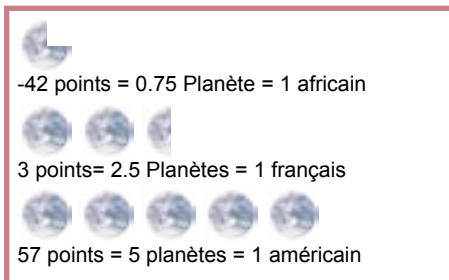 -42 points = 0.75 Planète = 1 africain
3 points= 2.5 Planètes = 1 français
57 points = 5 planètes = 1 américain